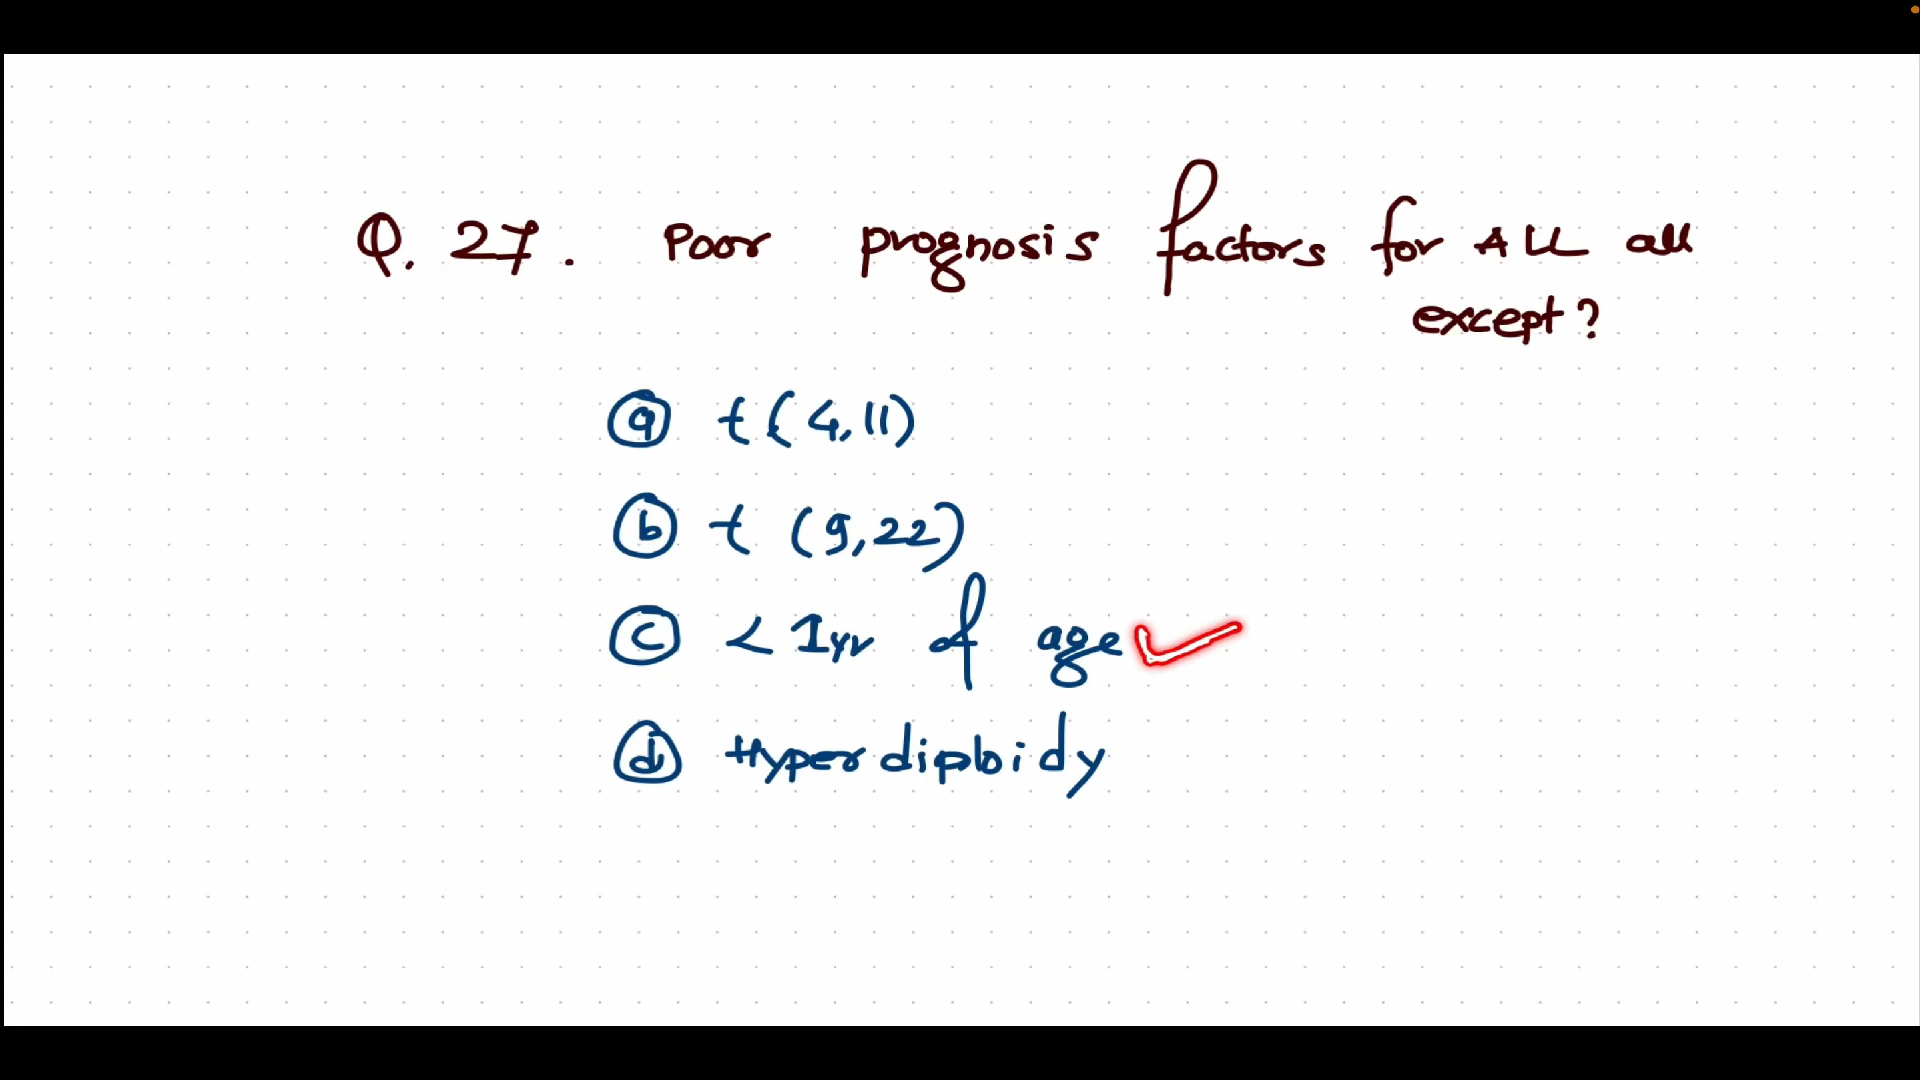 Q. 27. Poor prognosis factors for ALL all
except?
a t(4,11)
b t (9,22)
c < 1yr of age
d Hyperdiploidy